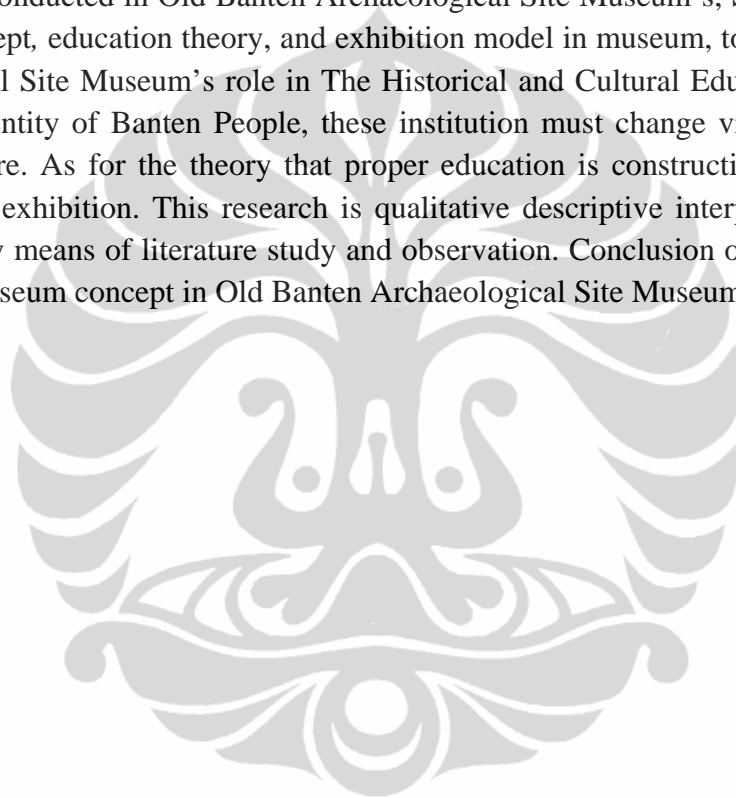 conducted in Old Banten Archaeological Site Museum's,
ept, education theory, and exhibition model in museum, to
l Site Museum's role in The Historical and Cultural Edu
entity of Banten People, these institution must change v
re. As for the theory that proper education is constructi
exhibition. This research is qualitative descriptive inter
y means of literature study and observation. Conclusion o
seum concept in Old Banten Archaeological Site Museum